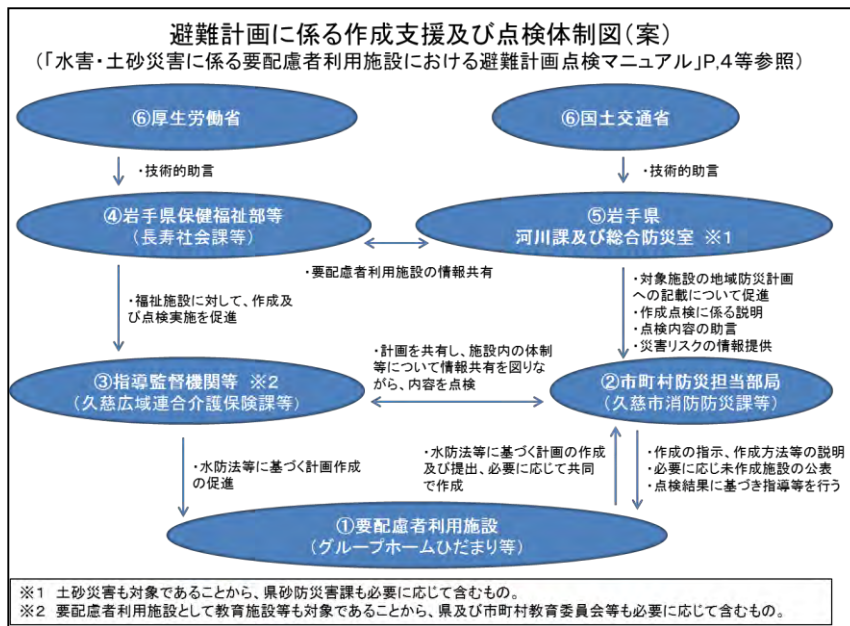 避難計画に係る作成支援及び点検体制図(案)
(「水害・土砂災害に係る要配慮者利用施設における避難計画点検マニュアル」P,4等参照)
⑥厚生労働省
⑥国土交通省
・技術的助言
・技術的助言
④岩手県保健福祉部等
(長寿社会課等)
⑤岩手県
河川課及び総合防災室 ※1
・要配慮者利用施設の情報共有
・福祉施設に対して、作成及
び点検実施を促進
・対象施設の地域防災計画
への記載について促進
・作成点検に係る説明
・点検内容の助言
・災害リスクの情報提供
・計画を共有し、施設内の体制
等について情報共有を図りな
がら、内容を点検
③指導監督機関等 ※2
(久慈広域連合介護保険課等)
②市町村防災担当部局
(久慈市消防防災課等)
・水防法等に基づく計画作成
の促進
・水防法等に基づく計画の作成
及び提出、必要に応じて共同
で作成
・作成の指示、作成方法等の説明
・必要に応じ未作成施設の公表
・点検結果に基づき指導等を行う
①要配慮者利用施設
(グループホームひだまり等)
※1 土砂災害も対象であることから、県砂防災害課も必要に応じて含むもの。
※2 要配慮者利用施設として教育施設等も対象であることから、県及び市町村教育委員会等も必要に応じて含むもの。